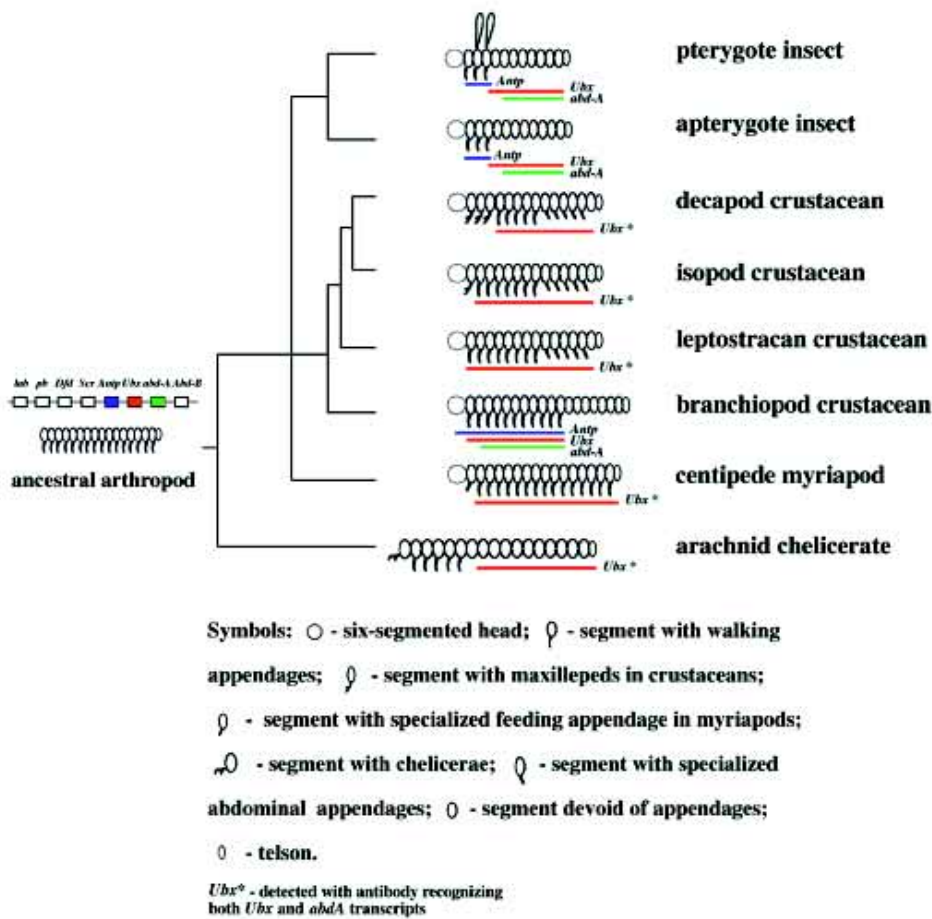 pterygote insect
Antp
Ubx
abd-A
apterygote insect
Antp
Ubx
abd-A
decapod crustacean
Ubx *
isopod crustacean
Ubx *
leptostracan crustacean
Ubx *
lab pb Dfd Scr Antp Ubx abd-A Abd-B
branchiopod crustacean
Antp
Ubx
abd-A
ancestral arthropod
centipede myriapod
Ubx *
arachnid chelicerate
Ubx *
Symbols: - six-segmented head; - segment with walking
appendages; - segment with maxillepeds in crustaceans;
- segment with specialized feeding appendage in myriapods;
- segment with chelicerae; - segment with specialized
abdominal appendages; - segment devoid of appendages;
- telson.
Ubx* - detected with antibody recognizing
both Ubx and abdA transcripts